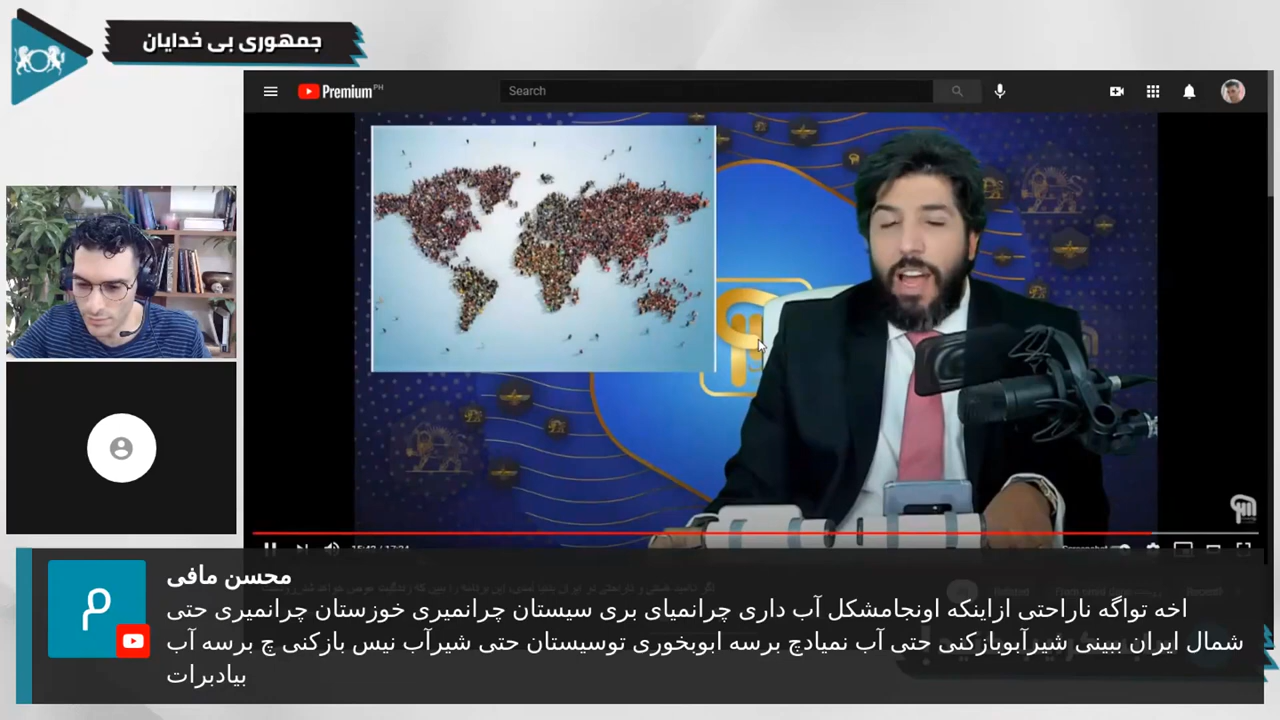 جمهوری بی خدایان
Premium PH
Search
محسن مافی
اخه تواگه ناراحتی ازاینکه اونجامشکل آب داری چرانمیای بری سیستان چرانمیری خوزستان چرانمیری حتی
شمال ایران ببینی شیرآبوبازکنی حتی آب نمیادچ برسه ابوبخوری توسیستان حتی شیرآب نیس بازکنی چ برسه آب
بیادبرات
م